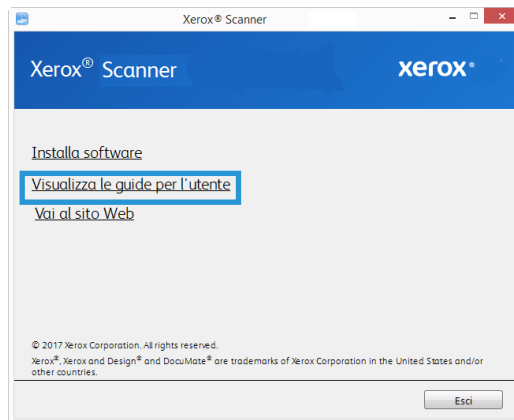 Xerox® Scanner
Xerox® Scanner
xerox®
Installa software
Visualizza le guide per l'utente
Vai al sito Web
© 2017 Xerox Corporation. All rights reserved.
Xerox®, Xerox and Design® and DocuMate® are trademarks of Xerox Corporation in the United States and/or
other countries.
Esci